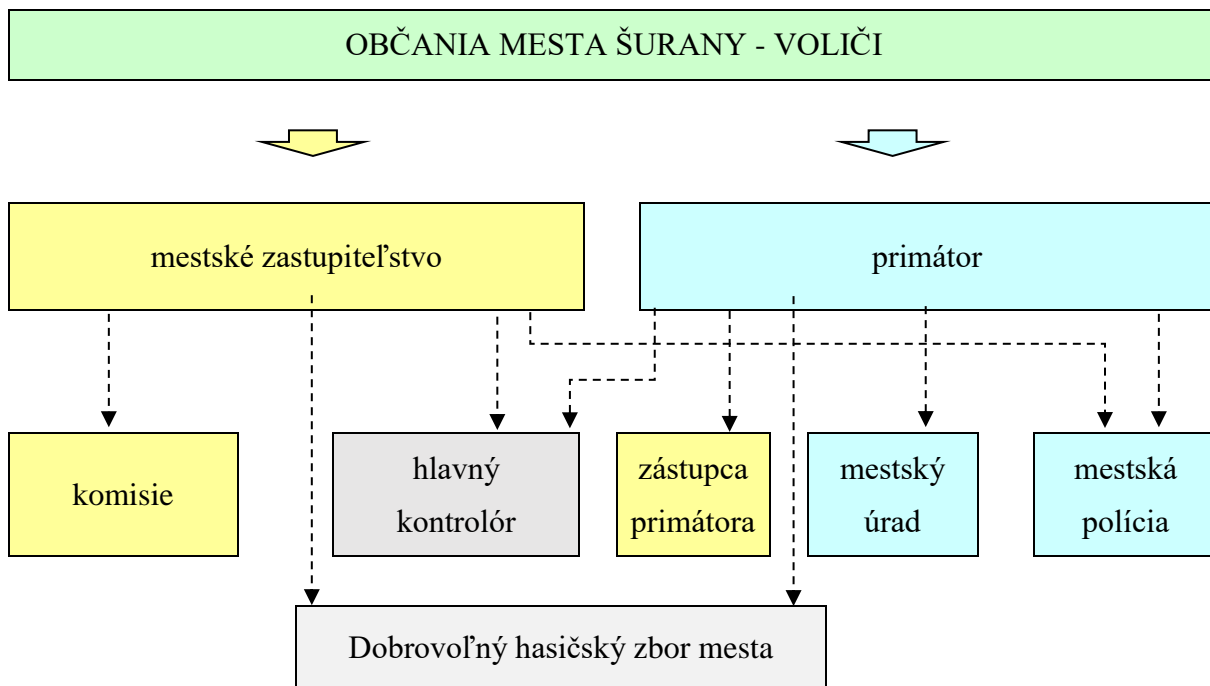 OBČANIA MESTA ŠURANY - VOLIČI
mestské zastupiteľstvo
primátor
komisie
hlavný
kontrolór
zástupca
primátora
mestský
úrad
mestská
polícia
Dobrovoľný hasičský zbor mesta